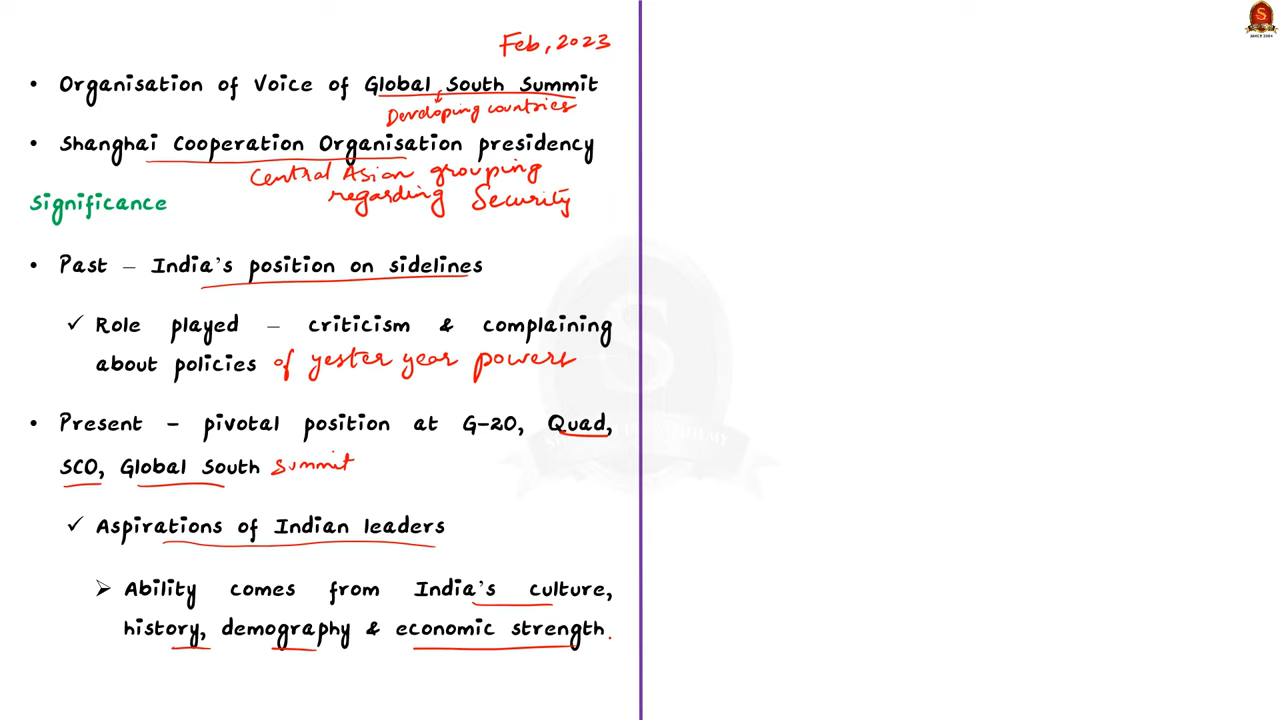 Feb, 2023
• Organisation of Voice of Global South Summit
Developing countries
• Shanghai Cooperation Organisation presidency
Central Asian grouping
regarding Security
significance
• Past – India's position on sidelines
✓ Role played – criticism & complaining
about policies of yester year powers
• Present – pivotal position at G-20, Quad,
SCO, Global South Summit
✓ Aspirations of Indian leaders
➢ Ability comes from India's culture,
history, demography & economic strength.
S
SINCE 2004